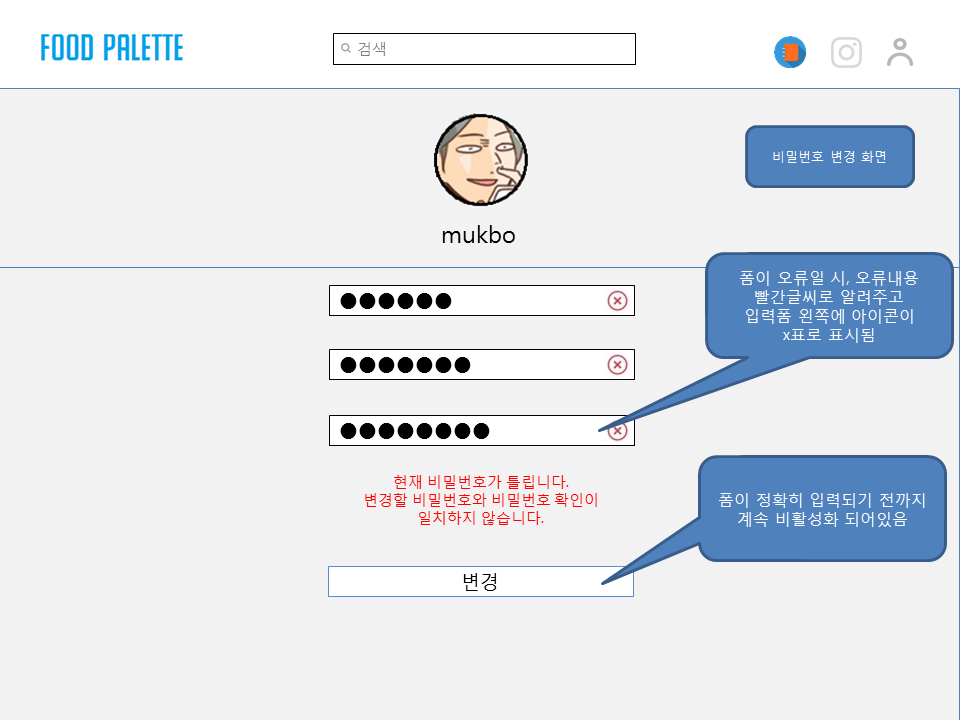 FOOD PALETTE
검색
비밀번호 변경 화면
mukbo
폼이 오류일 시, 오류내용
빨간글씨로 알려주고
입력폼 왼쪽에 아이콘이
x표로 표시됨
현재 비밀번호가 틀립니다.
변경할 비밀번호와 비밀번호 확인이
일치하지 않습니다.
폼이 정확히 입력되기 전까지
계속 비활성화 되어있음
변경